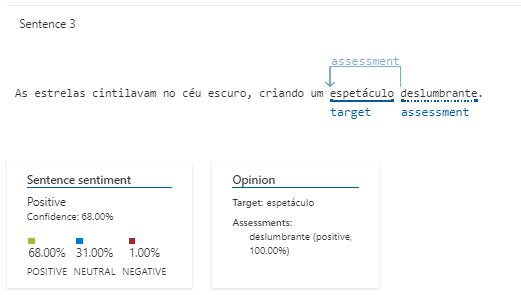 Sentence 3
assessment
As estrelas cintilavam no céu escuro, criando um espetáculo deslumbrante.
target assessment
Sentence sentiment
Positive
Confidence: 68.00%
68.00% 31.00% 1.00%
POSITIVE NEUTRAL NEGATIVE
Opinion
Target: espetáculo
Assessments:
deslumbrante (positive,
100.00%)